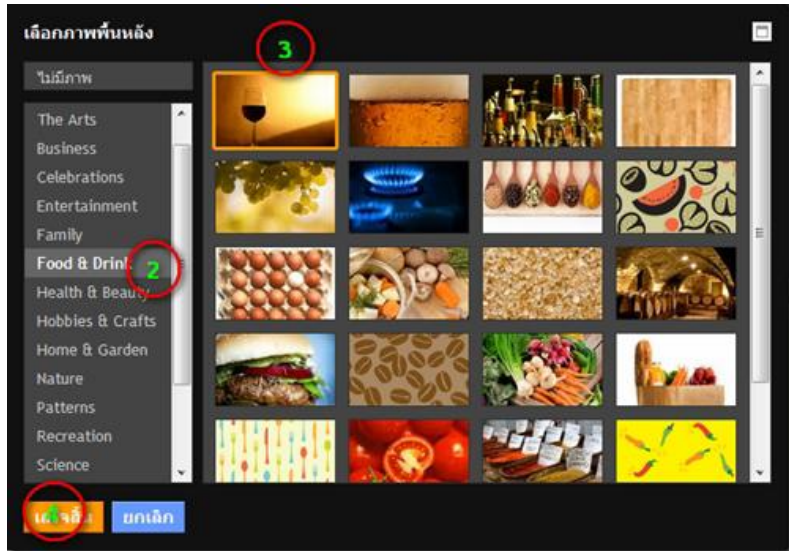 เลือกภาพพื้นหลัง
3
ไม่มีภาพ
The Arts
Business
Celebrations
Entertainment
Family
Food & Drink
2
Health & Beauty
Hobbies & Crafts
Home & Garden
Nature
Patterns
Recreation
Science
ยกเลิก